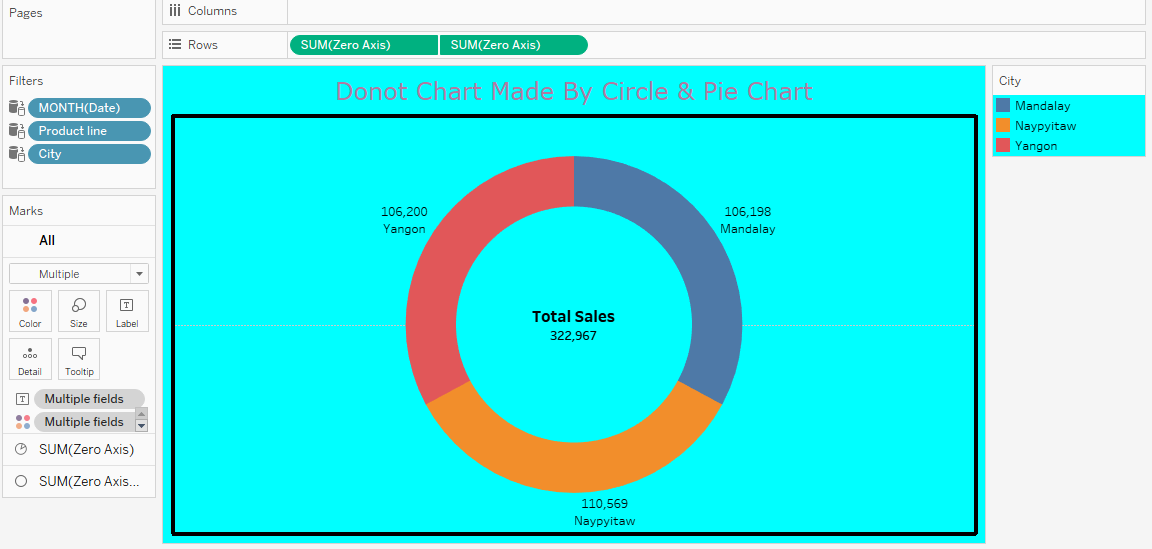 Pages
Columns
Rows
SUM(Zero Axis)
SUM(Zero Axis)
Filters
MONTH(Date)
Product line
City
Marks
All
Multiple
Color
Size
Label
Detail
Tooltip
Multiple fields
Multiple fields
SUM(Zero Axis)
SUM(Zero Axis...
Donot Chart Made By Circle & Pie Chart
106,200
Yangon
106,198
Mandalay
Total Sales
322,967
110,569
Naypyitaw
City
Mandalay
Naypyitaw
Yangon